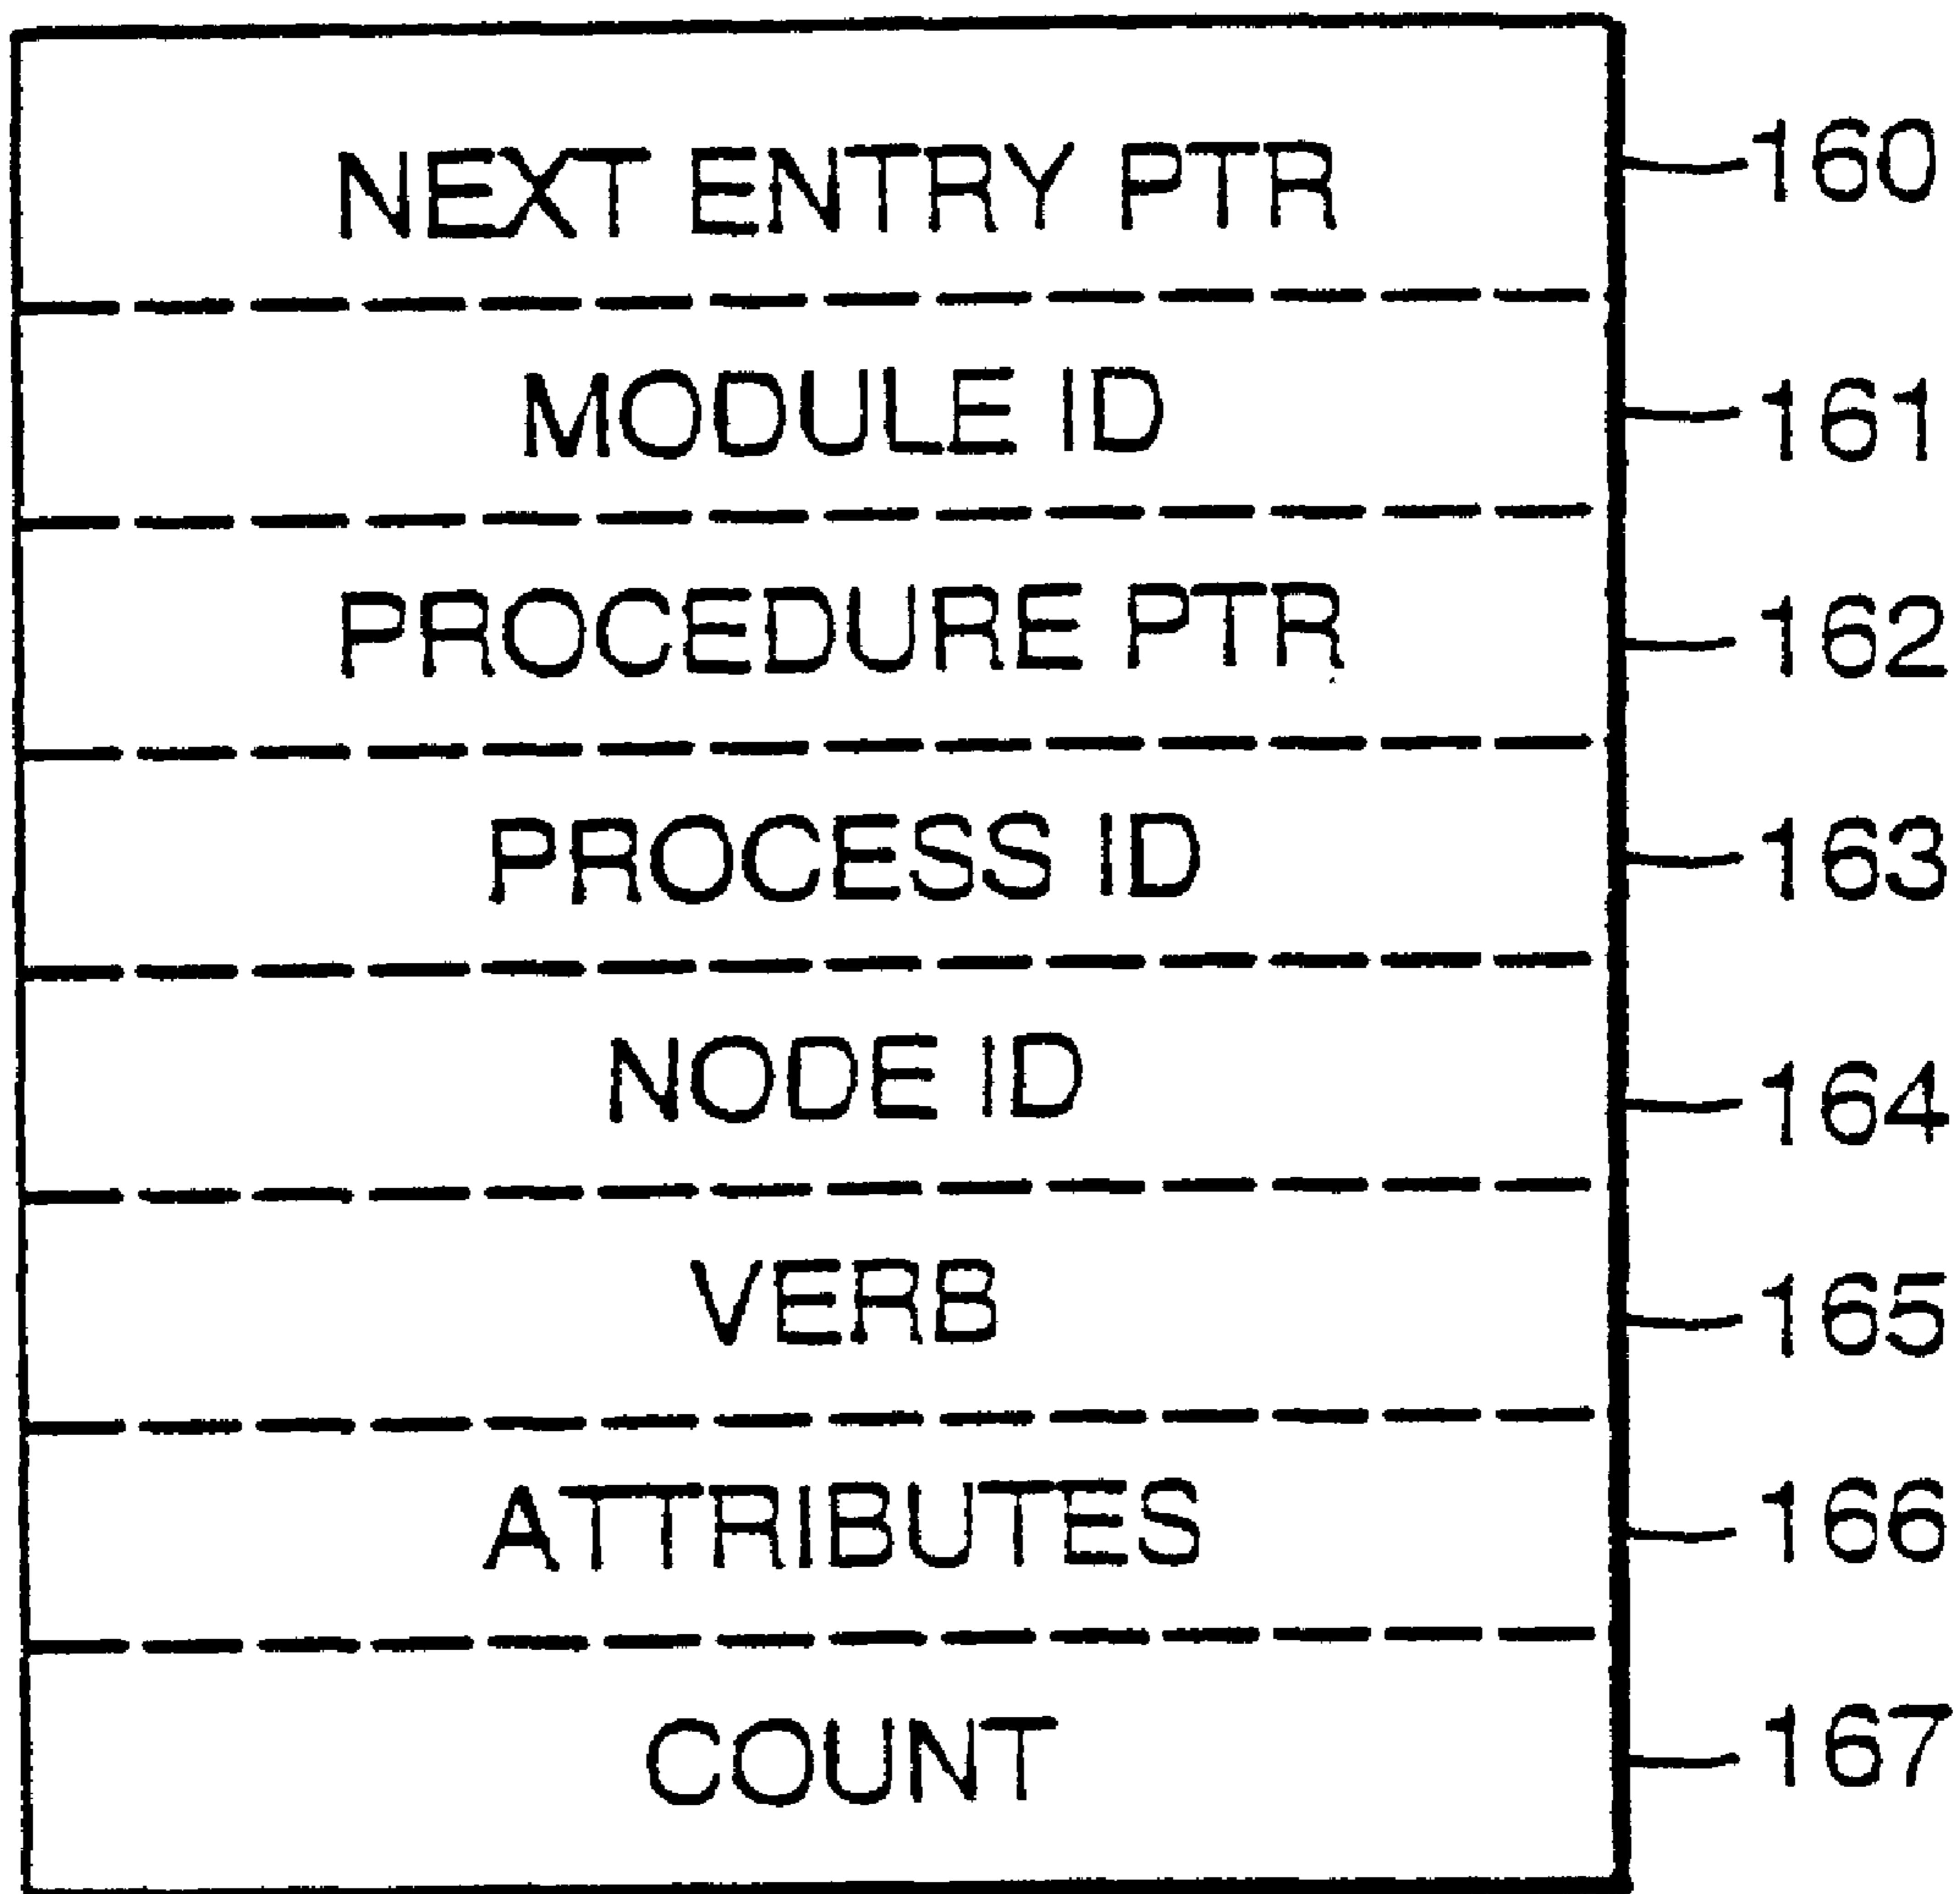 NEXT ENTRY PTR 160
MODULE ID 161
PROCEDURE PTR 162
PROCESS ID 163
NODE ID 164
VERB 165
ATTRIBUTES 166
COUNT 167